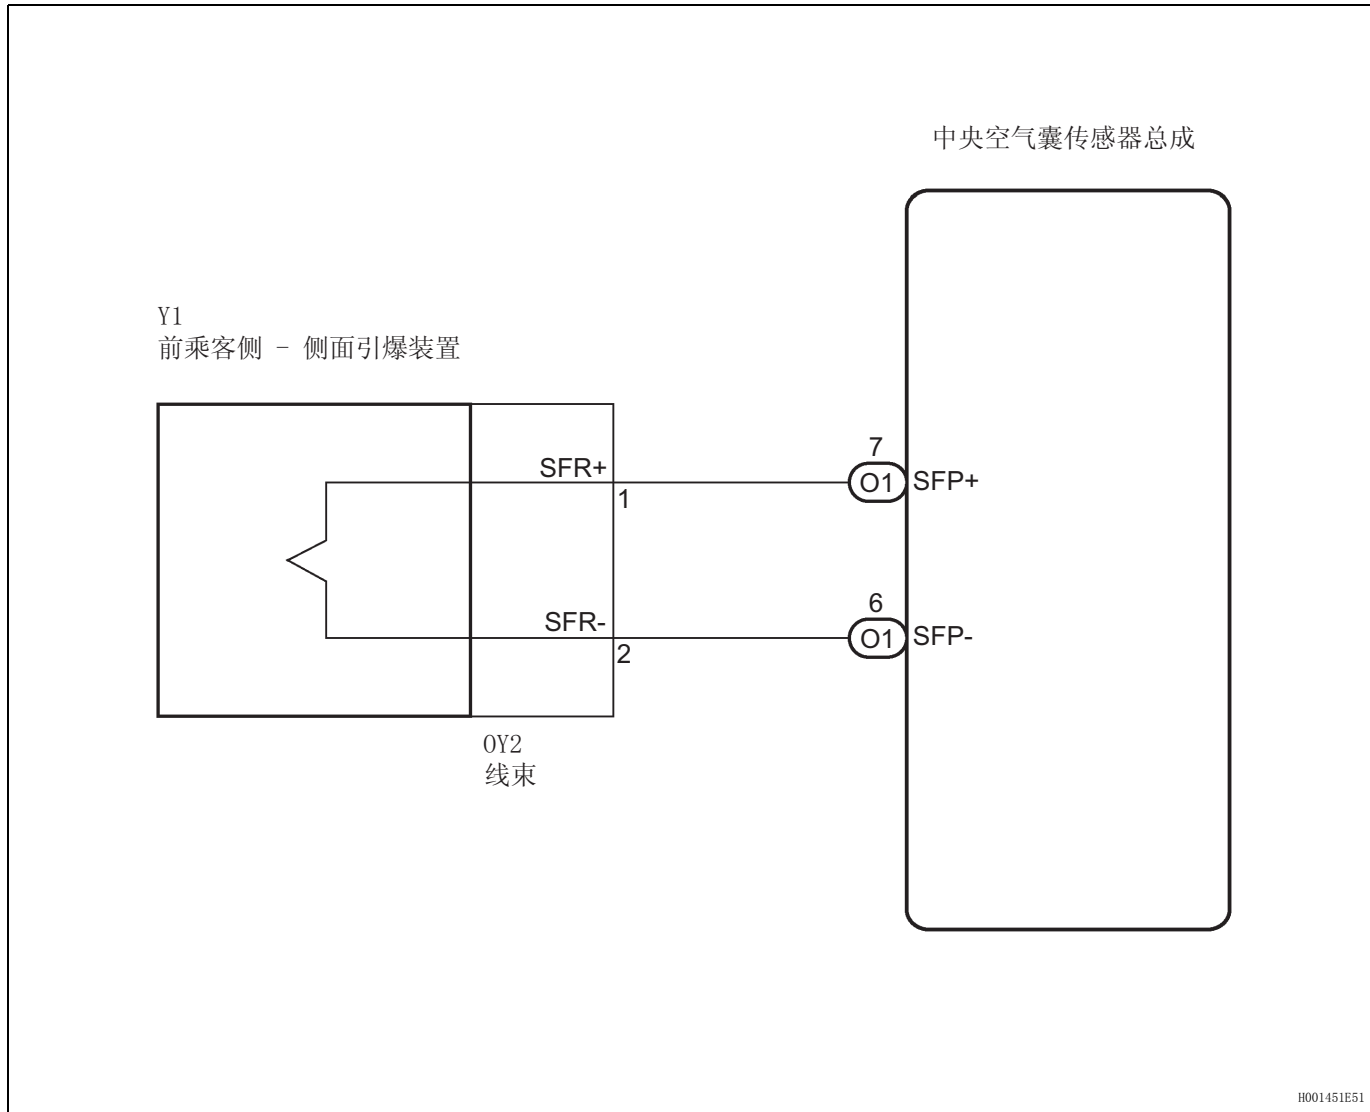 中央空气囊传感器总成
Y1
前乘客侧 - 侧面引爆装置
7
SFR+
O1
SFP+
1
6
SFR-
O1
SFP-
2
OY2
线束
H001451E51